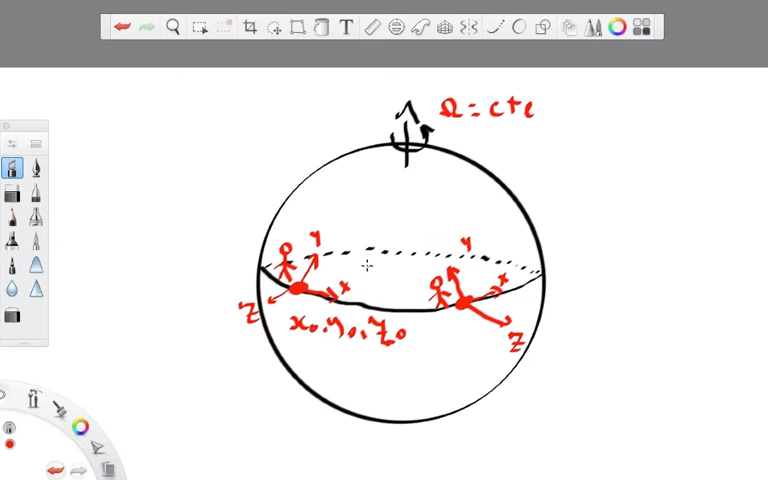 Ω = cte
y
y
x
x
z
x₀, y₀, z₀
z
T